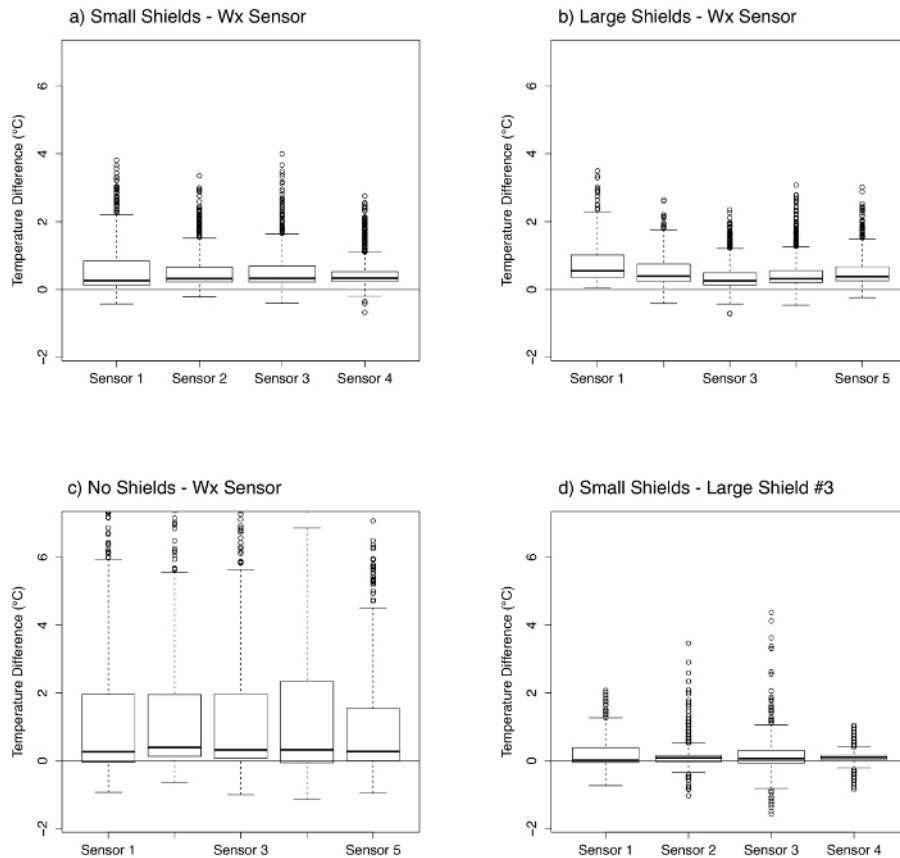 a) Small Shields - Wx Sensor
Temperature Difference (°C)
6
4
2
0
−2
Sensor 1 Sensor 2 Sensor 3 Sensor 4
b) Large Shields - Wx Sensor
Temperature Difference (°C)
6
4
2
0
−2
Sensor 1 Sensor 3 Sensor 5
c) No Shields - Wx Sensor
Temperature Difference (°C)
6
4
2
0
−2
Sensor 1 Sensor 3 Sensor 5
d) Small Shields - Large Shield #3
Temperature Difference (°C)
6
4
2
0
−2
Sensor 1 Sensor 2 Sensor 3 Sensor 4